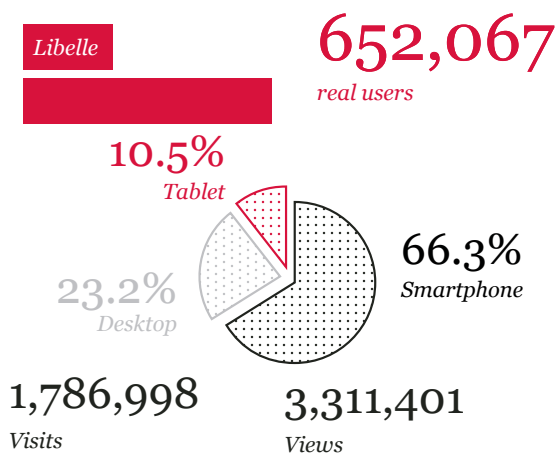 Libelle
652,067
real users
10.5%
Tablet
66.3%
Smartphone
23.2%
Desktop
1,786,998
Visits
3,311,401
Views